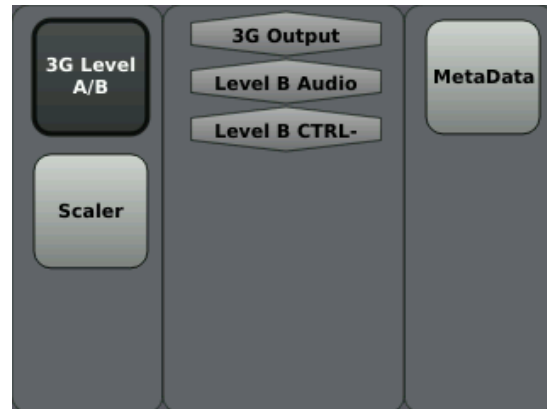 3G Level
A/B
Scaler
3G Output
Level B Audio
Level B CTRL-
MetaData